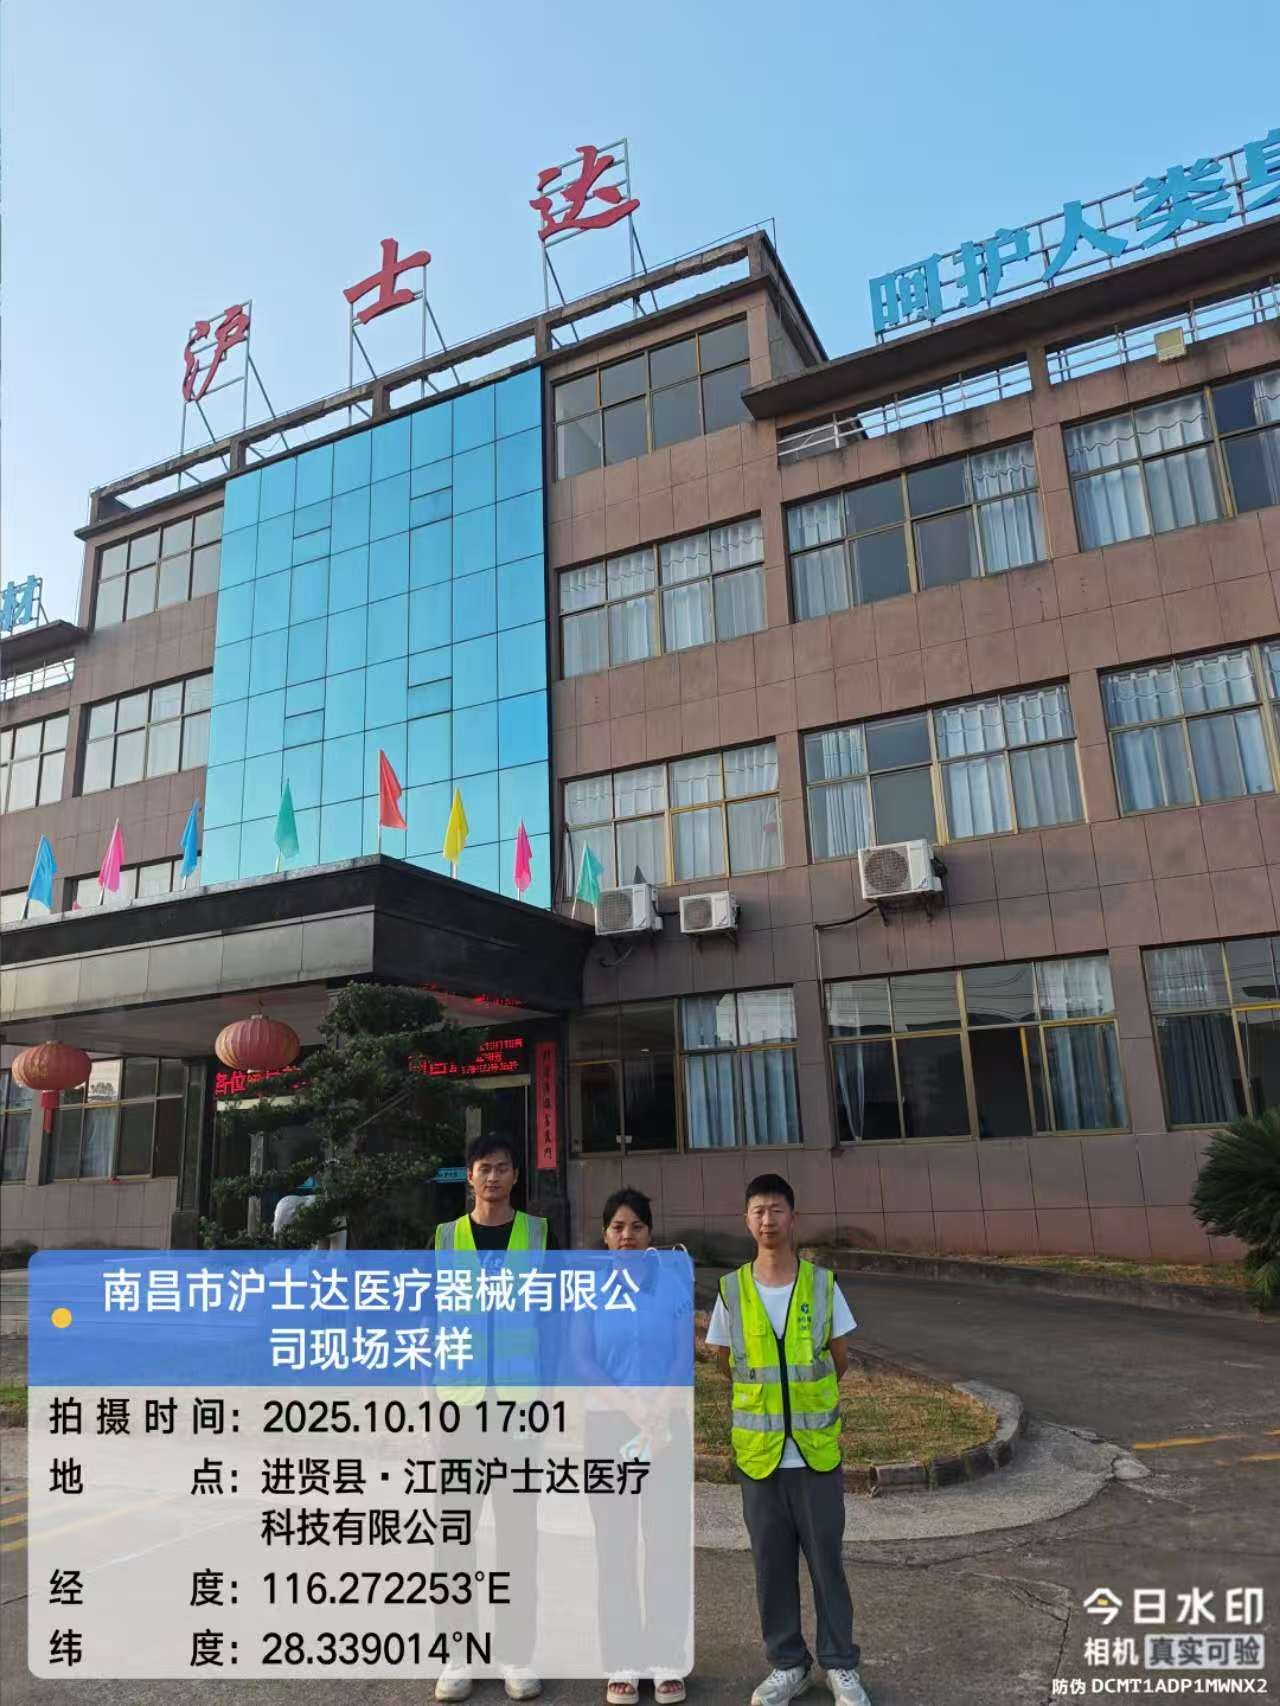 沪士达
呵护人类身
材
各位
南昌市沪士达医疗器械有限公
司现场采样
拍摄时间：2025.10.10 17:01
地点：进贤县·江西沪士达医疗
科技有限公司
经度：116.272253°E
纬度：28.339014°N
今日水印
相机 真实可验
防伪 DCMT1ADP1MWNX2